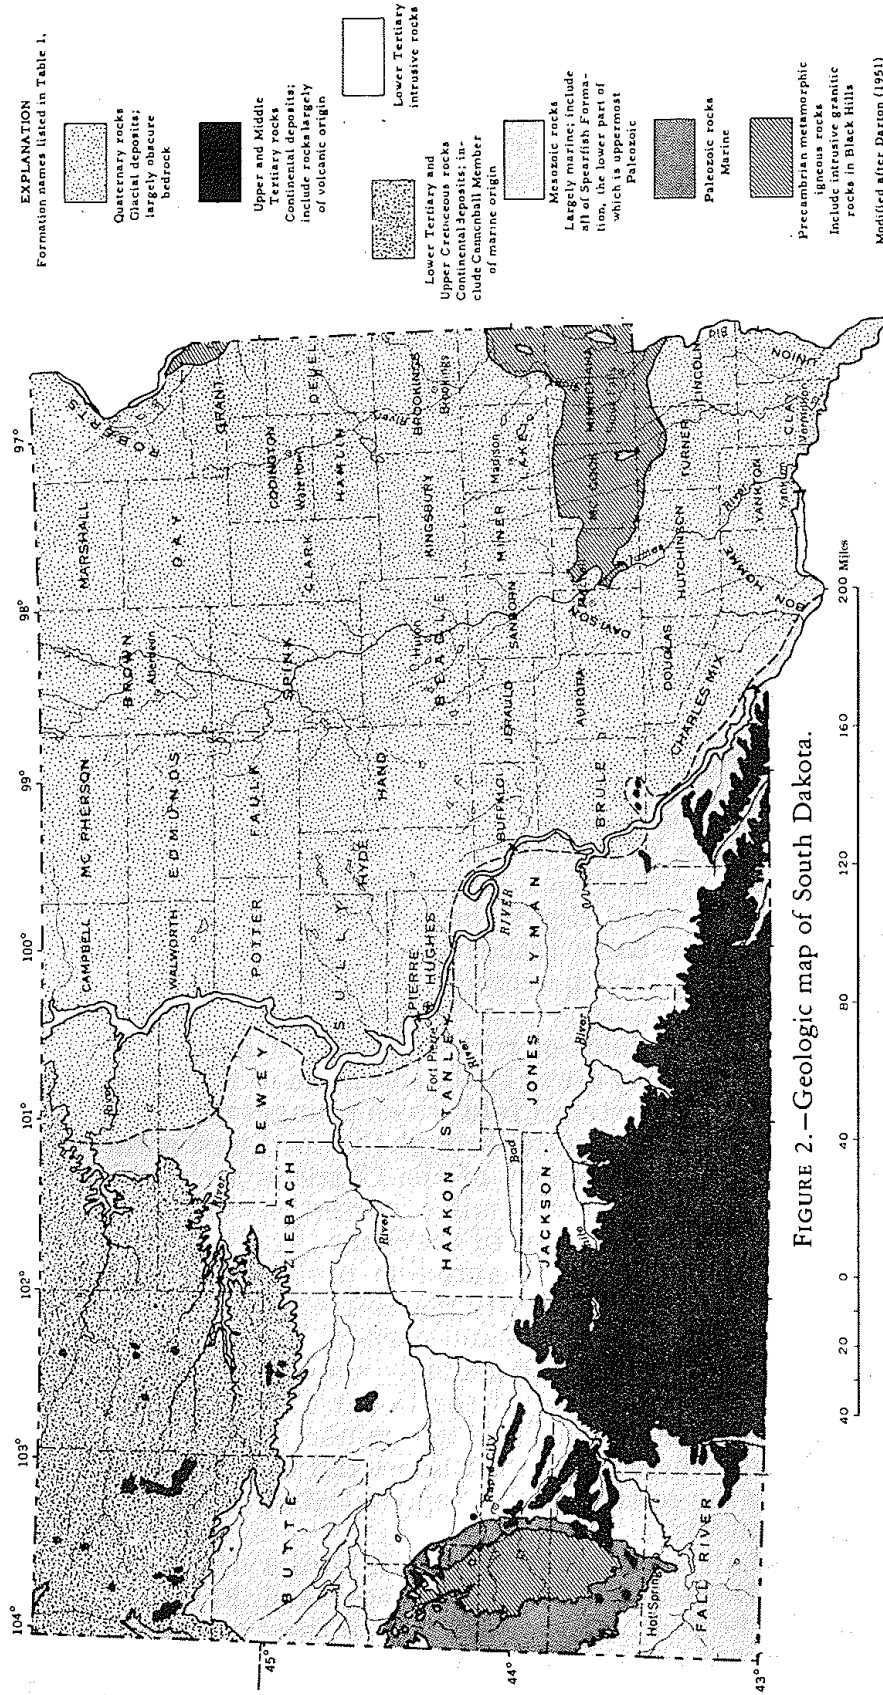 EXPLANATION
Formation names listed in Table 1.
Quaternary rocks
Glacial deposits;
largely obscure
bedrock
Upper and Middle
Tertiary rocks
Continental deposits;
include rocks largely
of volcanic origin
Lower Tertiary
intrusive rocks
Lower Tertiary and
Upper Cretaceous rocks
Continental deposits; in-
clude Cannonball Member
of marine origin
Mesozoic rocks
Largely marine; include
all of Spearfish Forma-
tion, the lower part of
which is uppermost
Paleozoic
Paleozoic rocks
Marine
Precambrian metamorphic
igneous rocks
Include intrusive granitic
rocks in Black Hills
Modified after Darton (1951)
104°
103°
102°
101°
100°
99°
98°
97°
45°
44°
43°
CAMPBELL
MC PHERSON
BROWN
Aberdeen
MARSHALL
ROBERTS
WALWORTH
EDMUNDS
DAY
GRANT
POTTER
FAULK
SPINK
CLARK
CODINGTON
Watertown
HAMLIN
DEUEL
River
River
DEWEY
ZIEBACH
River
SULLY
HYDE
HAND
BEADLE
Huron
KINGSBURY
BROOKINGS
Brookings
River
BUTTE
HAAKON
STANLEY
Fort Pierre
PIERRE
HUGHES
River
Bad
RIVER
BUFFALO
JERAULD
SANBORN
MINER
LAKE
Madison
Rapid City
JACKSON
JONES
LYMAN
River
BRULE
AURORA
DAVISON
MC COOK
MINNEHAHA
Sioux Falls
Hot Springs
FALL RIVER
DOUGLAS
HUTCHINSON
TURNER
LINCOLN
Big
CHARLES MIX
BON
HOMME
YANKTON
Yankton
River
CLAY
Vermillion
UNION
FIGURE 2.—Geologic map of South Dakota.
40
20
0
40
80
120
160
200 Miles